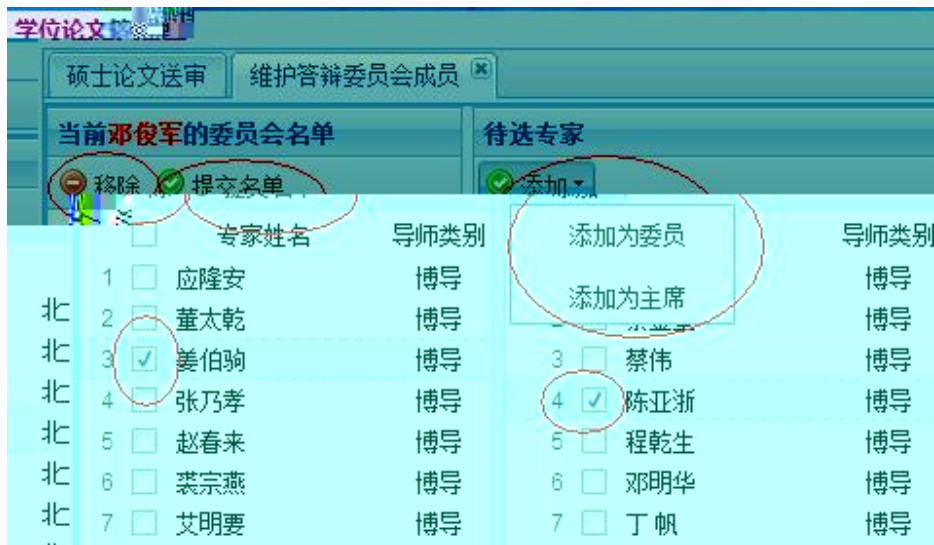 学位论文
硕士论文送审 维护答辩委员会成员
当前邓俊军的委员会名单 待选专家
移除 提交名单 添加
专家姓名 导师类别 添加为委员 导师类别
1 应隆安 博导 博导
添加为主席
北 2 董太乾 博导 博导
北 3 姜伯驹 博导 3 蔡伟 博导
北 4 张乃孝 博导 4 陈亚浙 博导
北 5 赵春来 博导 5 程乾生 博导
北 6 裘宗燕 博导 6 邓明华 博导
北 7 艾明要 博导 7 丁帆 博导